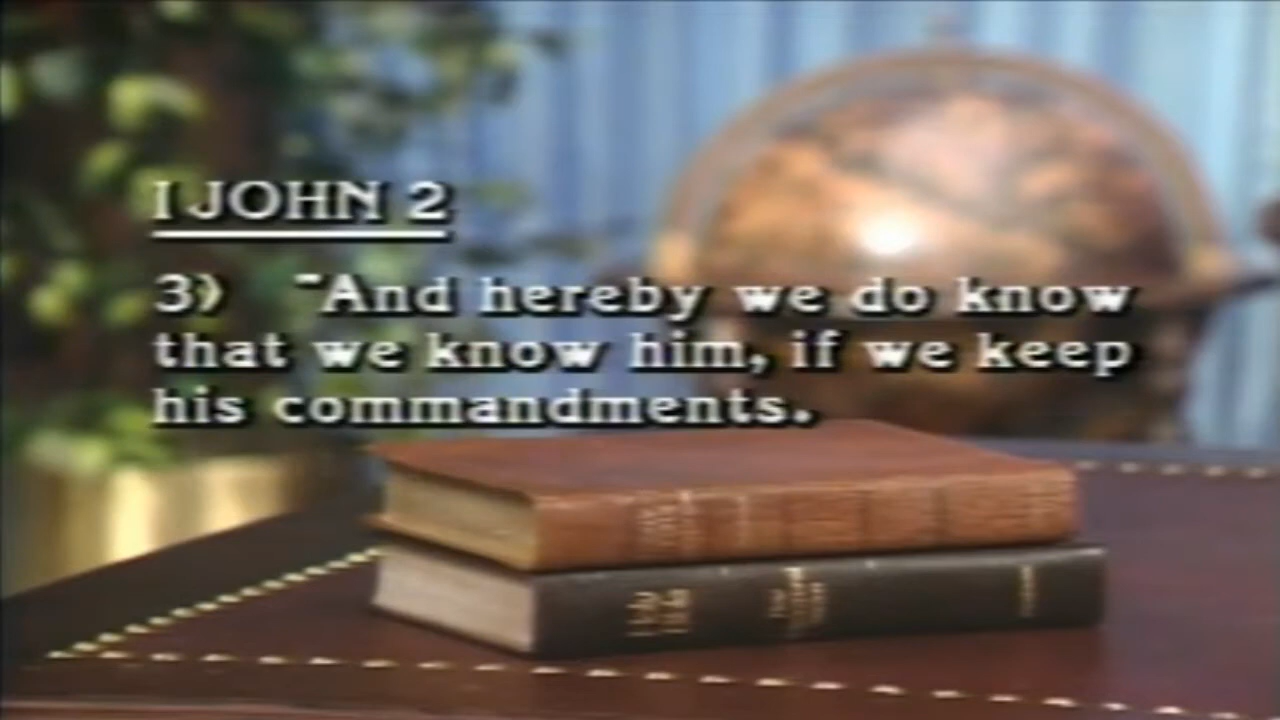 I JOHN 2
3) "And hereby we do know
that we know him, if we keep
his commandments.